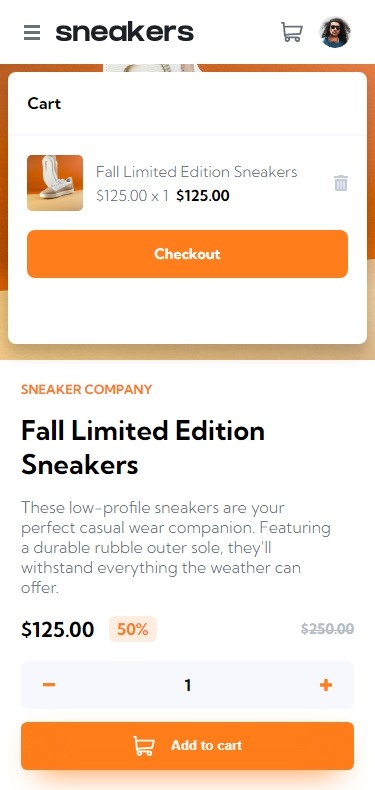 sneakers
Cart
Fall Limited Edition Sneakers
$125.00 x 1 $125.00
Checkout
SNEAKER COMPANY
Fall Limited Edition
Sneakers
These low-profile sneakers are your
perfect casual wear companion. Featuring
a durable rubble outer sole, they'll
withstand everything the weather can
offer.
$125.00 50% $250.00
1
Add to cart